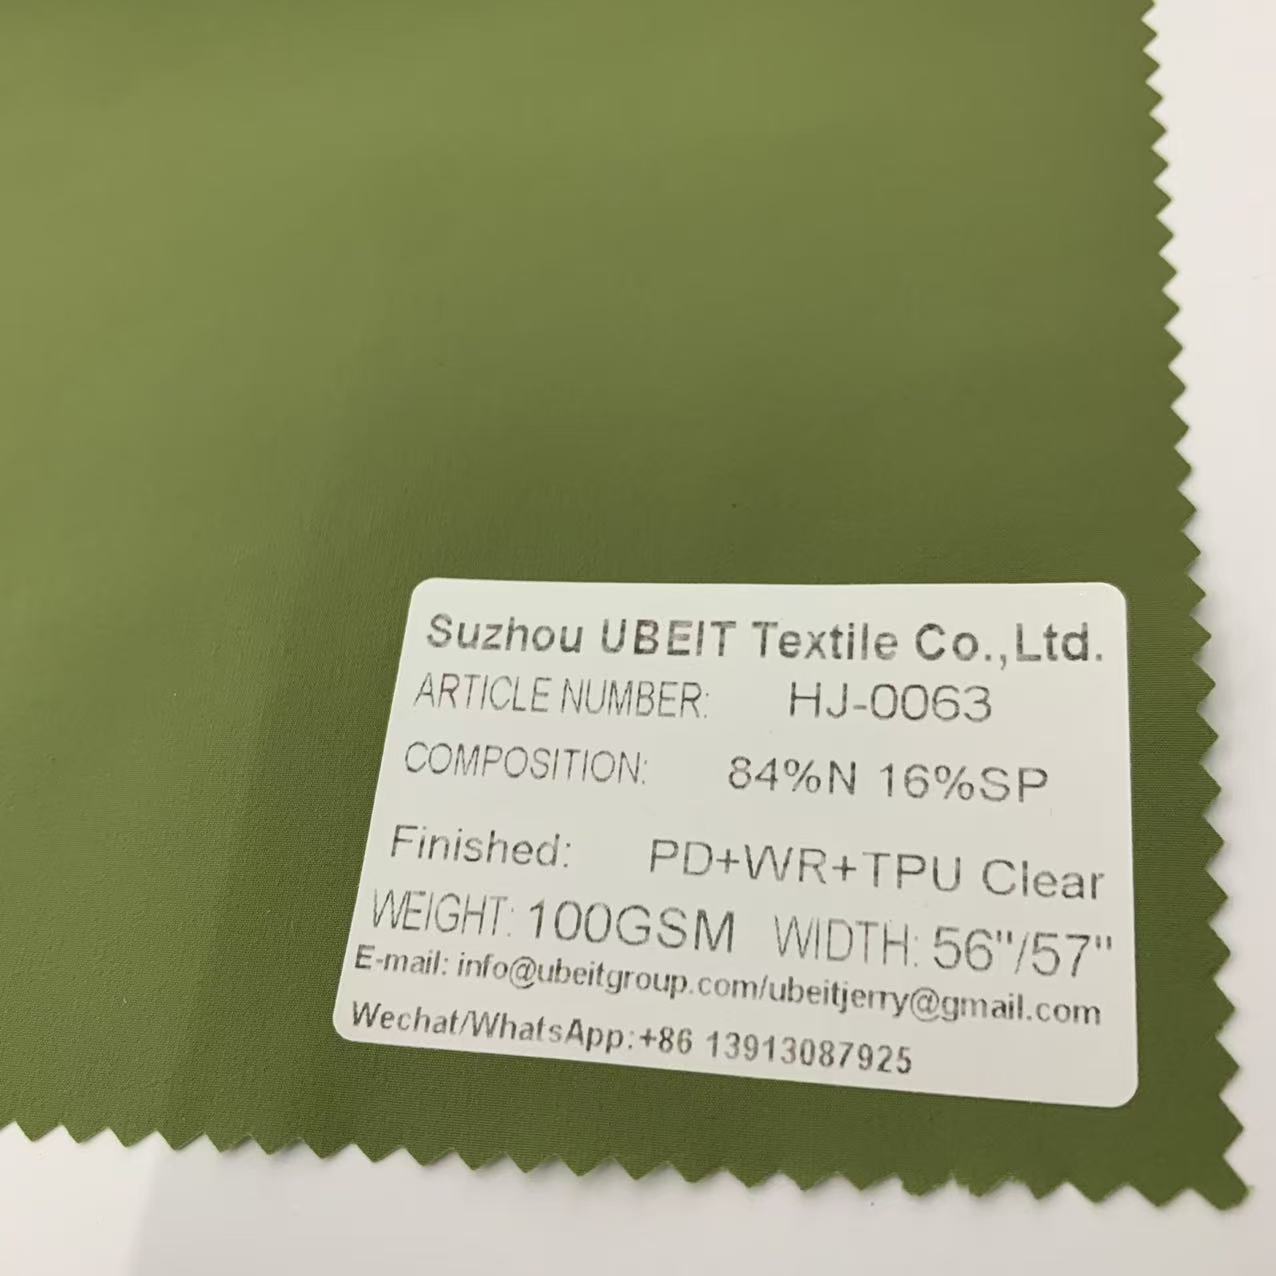 Suzhou UBEIT Textile Co.,Ltd.
ARTICLE NUMBER: HJ-0063
COMPOSITION: 84%N 16%SP
Finished: PD+WR+TPU Clear
WEIGHT: 100GSM WIDTH: 56"/57"
E-mail: info@ubeitgroup.com/ubeitjerry@gmail.com
Wechat/WhatsApp:+86 13913087925